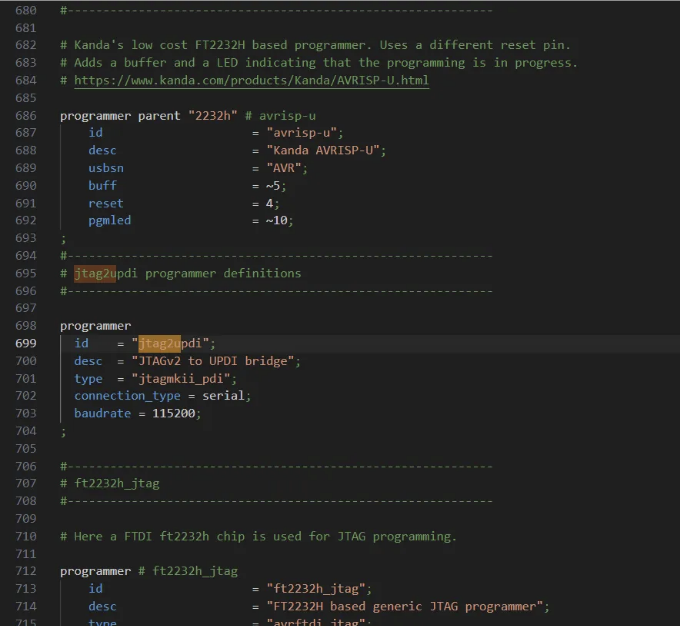 680 #------------------------------------------------------------
681
682 # Kanda's low cost FT2232H based programmer. Uses a different reset pin.
683 # Adds a buffer and a LED indicating that the programming is in progress.
684 # https://www.kanda.com/products/Kanda/AVRISP-U.html
685
686 programmer parent "2232h" # avrisp-u
687     id                     = "avrisp-u";
688     desc                   = "Kanda AVRISP-U";
689     usbsn                  = "AVR";
690     buff                   = ~5;
691     reset                  = 4;
692     pgmled                 = ~10;
693 ;
694 #------------------------------------------------------------
695 # jtag2updi programmer definitions
696 #------------------------------------------------------------
697
698 programmer
699   id    = "jtag2updi";
700   desc  = "JTAGv2 to UPDI bridge";
701   type  = "jtagmkii_pdi";
702   connection_type = serial;
703   baudrate = 115200;
704 ;
705
706 #------------------------------------------------------------
707 # ft2232h_jtag
708 #------------------------------------------------------------
709
710 # Here a FTDI ft2232h chip is used for JTAG programming.
711
712 programmer # ft2232h_jtag
713     id                     = "ft2232h_jtag";
714     desc                   = "FT2232H based generic JTAG programmer";
715     type                   = "avrftdi_jtag";